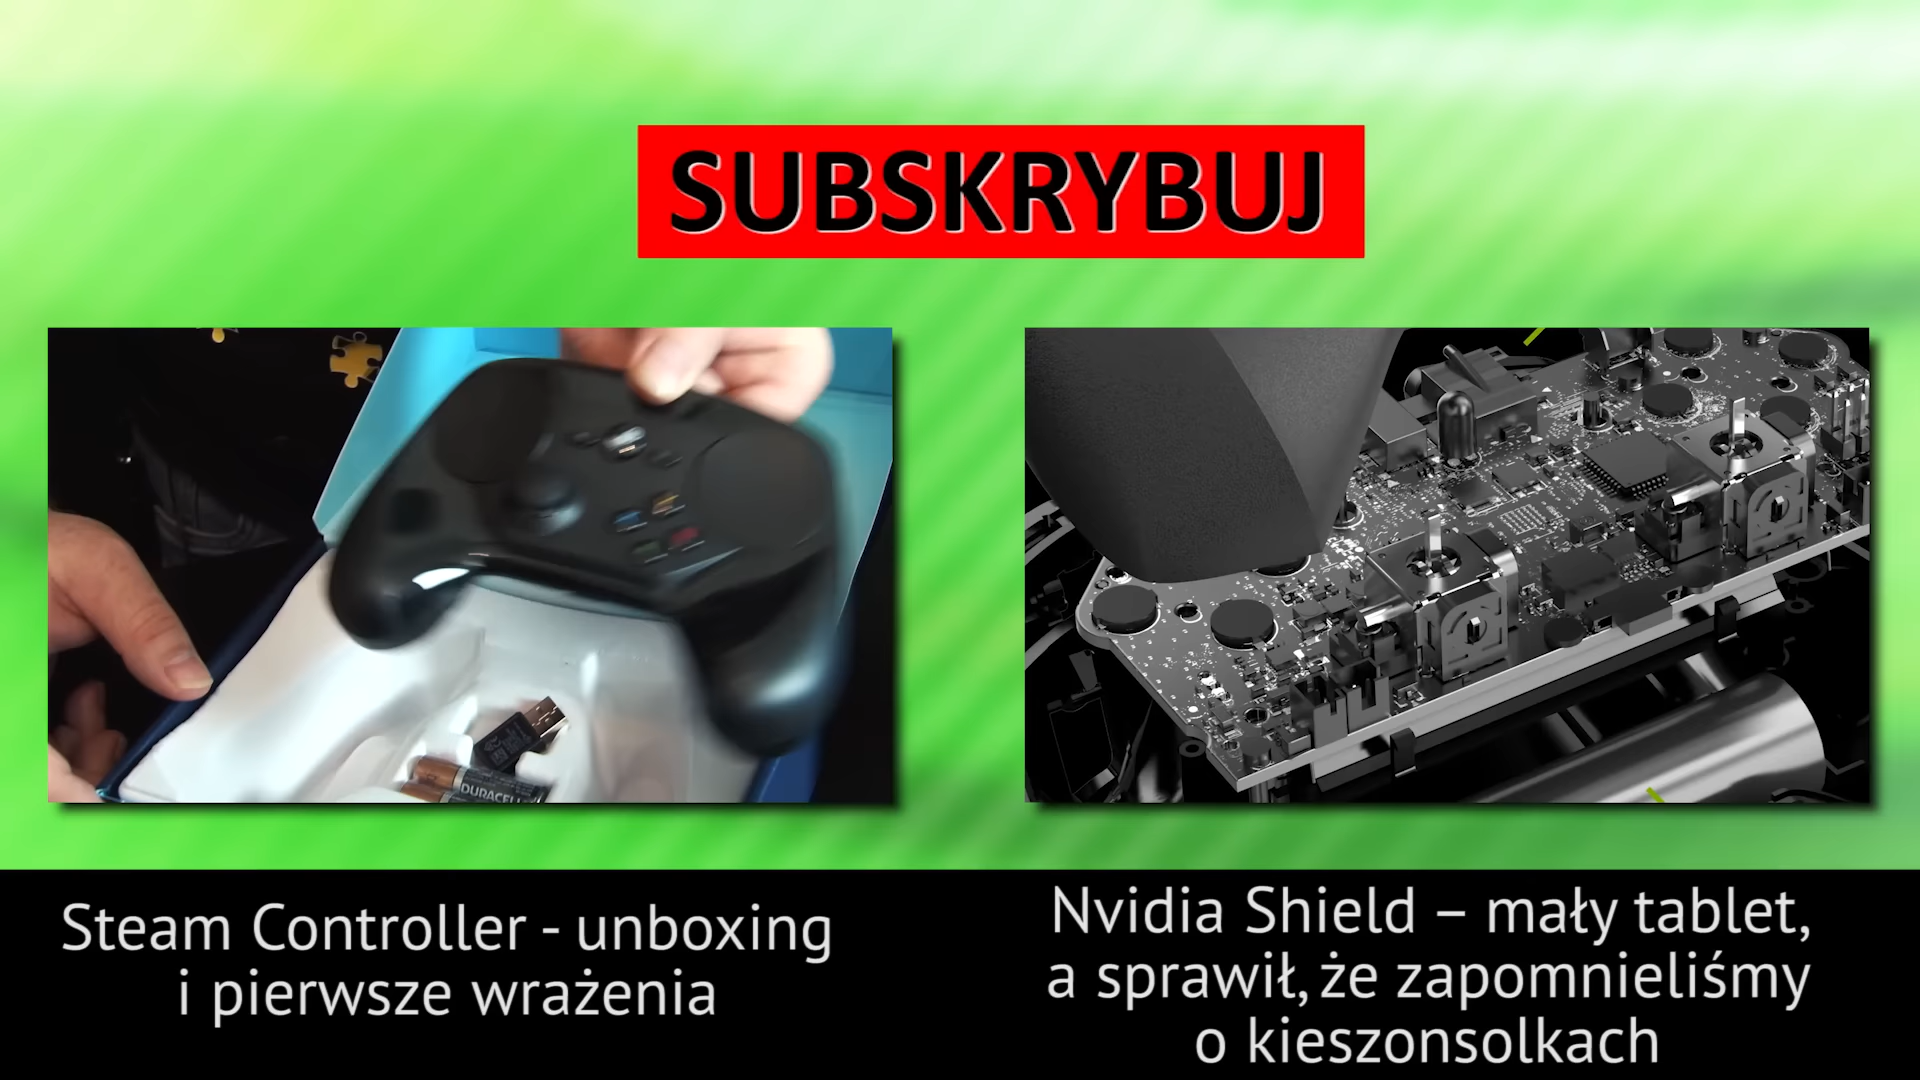 SUBSKRYBUJ
DURACELL
Steam Controller - unboxing
i pierwsze wrażenia
Nvidia Shield – mały tablet,
a sprawił, że zapomnieliśmy
o kieszonsolkach